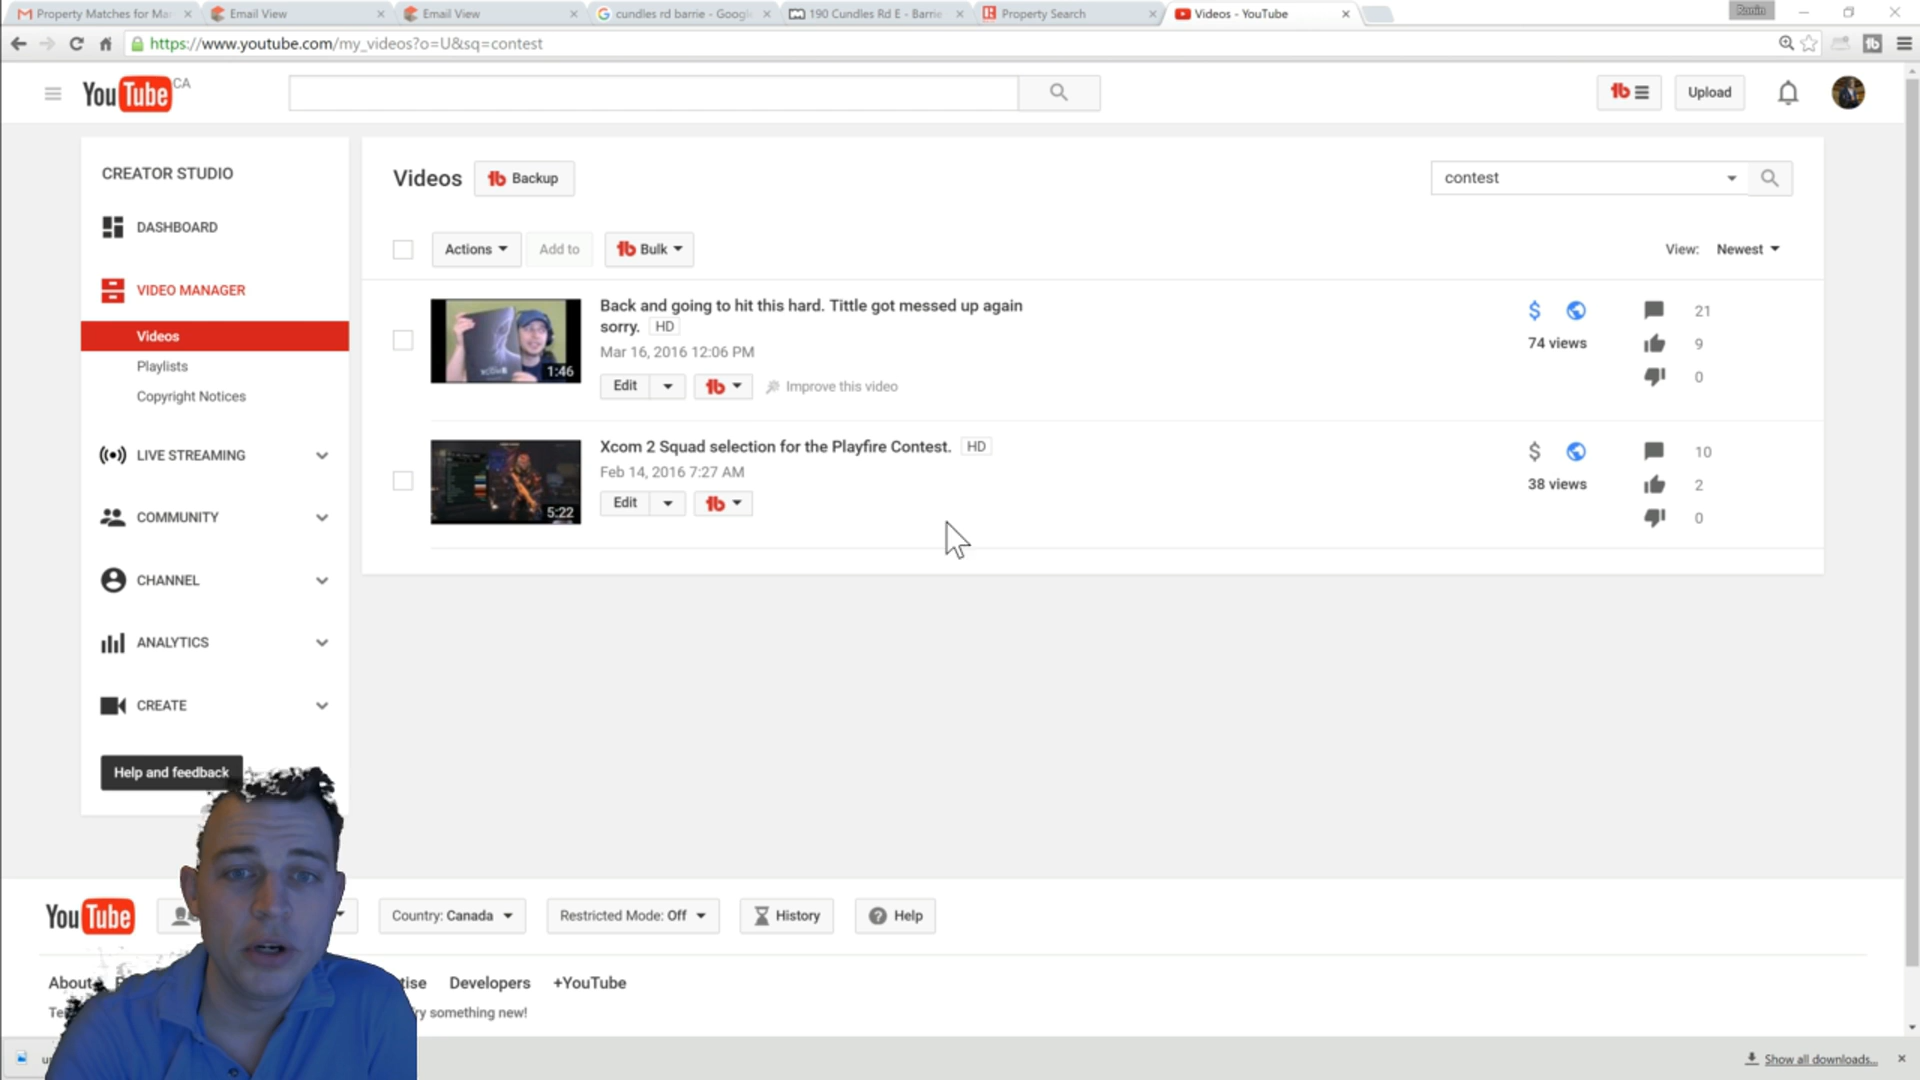 Property Matches for Ma
Email View
Email View
cundles rd barrie - Goog
190 Cundles Rd E - Barrie
Property Search
Videos - YouTube
Ronin
https://www.youtube.com/my_videos?o=U&sq=contest
YouTube CA
Upload
CREATOR STUDIO
DASHBOARD
VIDEO MANAGER
Videos
Playlists
Copyright Notices
LIVE STREAMING
COMMUNITY
CHANNEL
ANALYTICS
CREATE
Help and feedback
Videos
Backup
contest
Actions
Add to
Bulk
View: Newest
Back and going to hit this hard. Tittle got messed up again
sorry. HD
Mar 16, 2016 12:06 PM
1:46
Edit
Improve this video
74 views
21
9
0
Xcom 2 Squad selection for the Playfire Contest. HD
Feb 14, 2016 7:27 AM
5:22
Edit
38 views
10
2
0
YouTube
Country: Canada
Restricted Mode: Off
History
Help
About
Developers
+YouTube
something new!
Show all downloads...